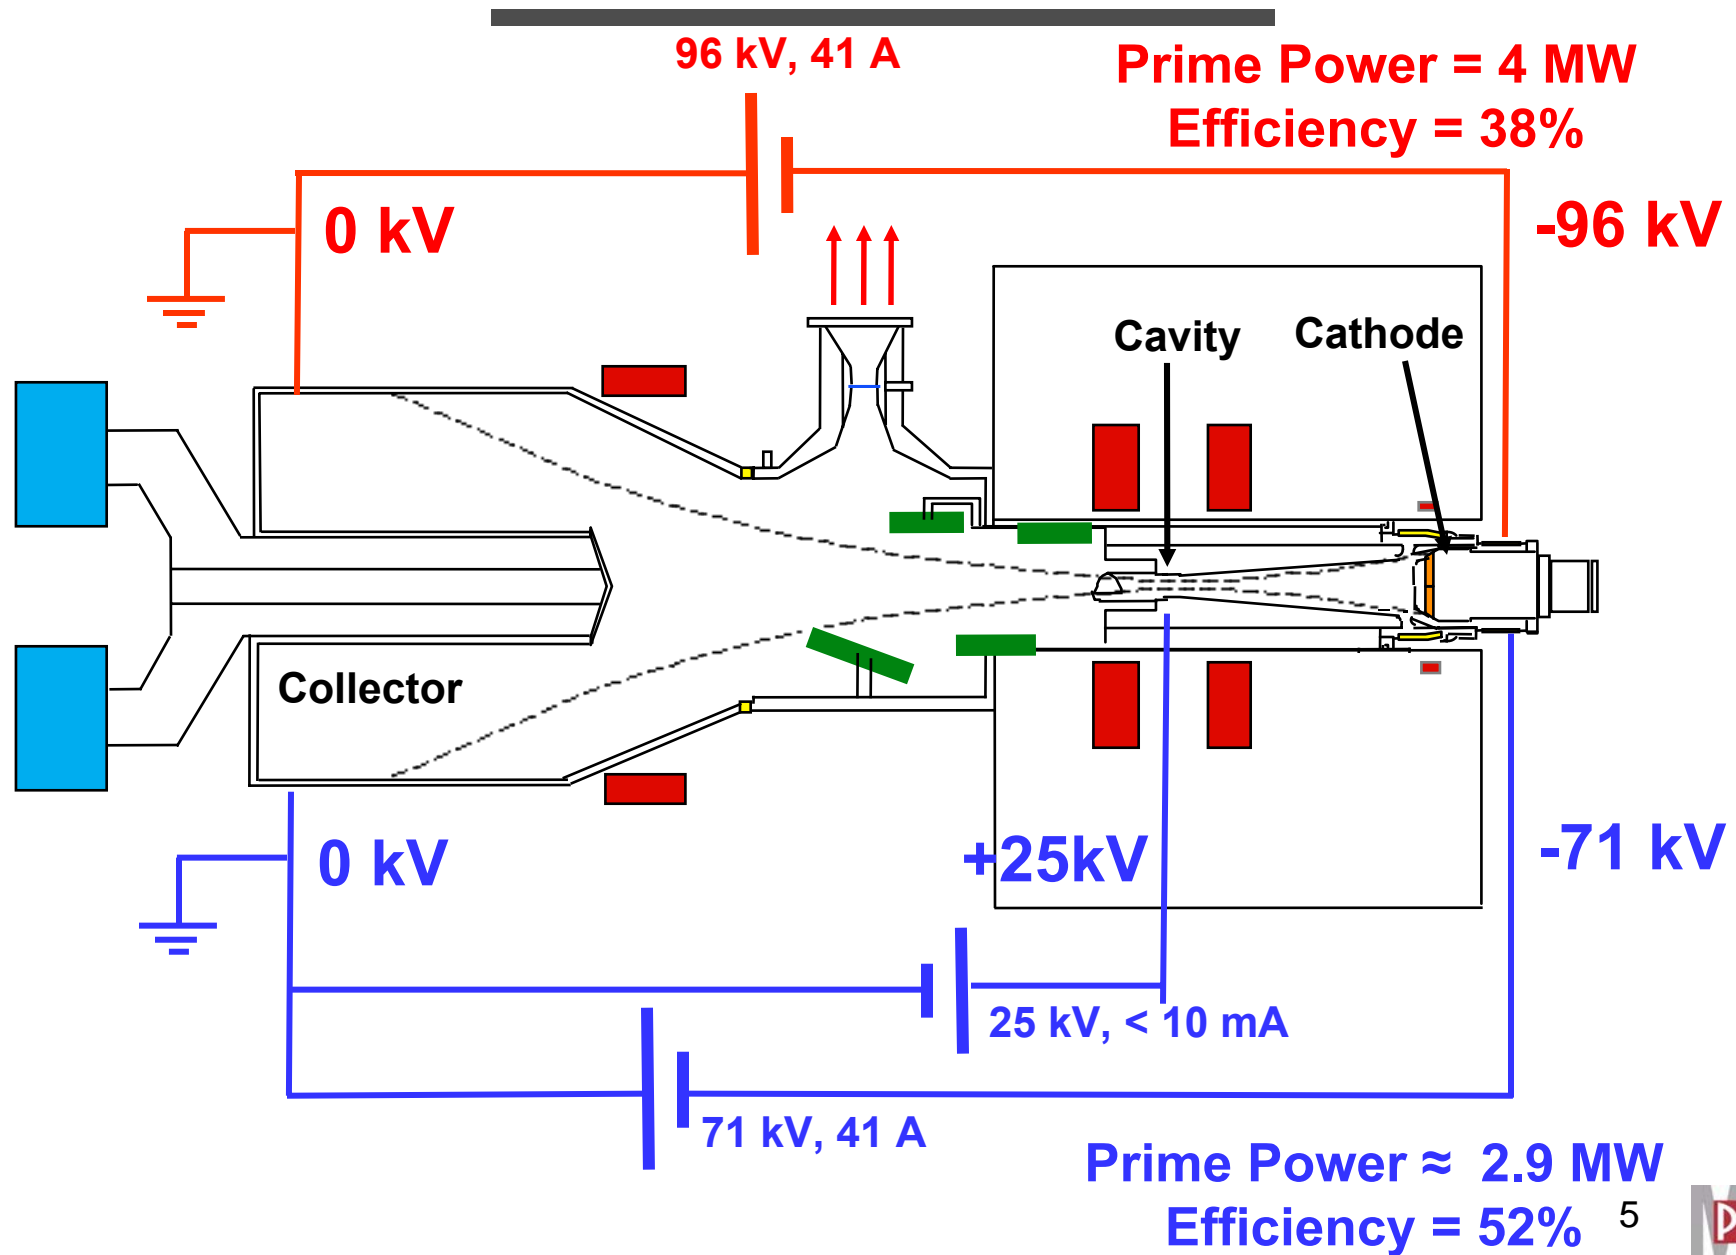 96 kV, 41 A
Prime Power = 4 MW
Efficiency = 38%
0 kV
-96 kV
Cavity
Cathode
Collector
0 kV
+25kV
-71 kV
25 kV, < 10 mA
71 kV, 41 A
Prime Power ≈ 2.9 MW
Efficiency = 52%
5